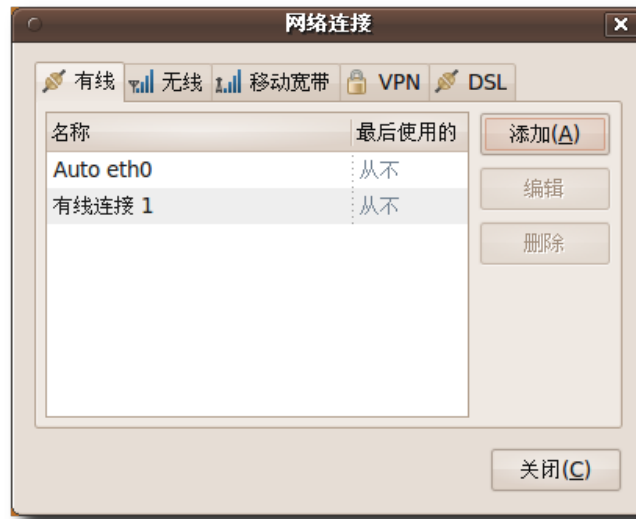 网络连接
有线 无线 移动宽带 VPN DSL
名称 最后使用的
添加(A)
Auto eth0 从不
编辑
有线连接 1 从不
删除
关闭(C)